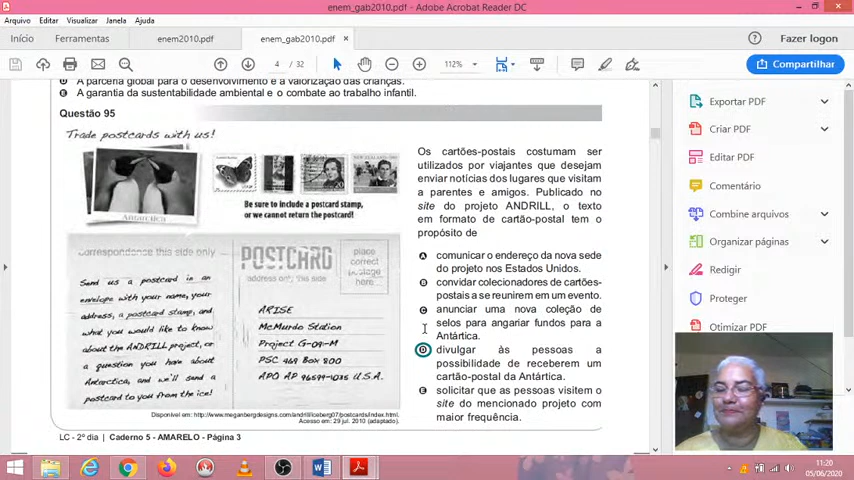 enem_gab2010.pdf - Adobe Acrobat Reader DC
Arquivo Editar Visualizar Janela Ajuda
Início Ferramentas enem2010.pdf enem_gab2010.pdf × Fazer logon
4 / 32 112% Compartilhar
D A parceria global para o desenvolvimento e a valorização das crianças.
E A garantia da sustentabilidade ambiental e o combate ao trabalho infantil.
Questão 95
Trade postcards with us!
Antarctica
Be sure to include a postcard stamp,
or we cannot return the postcard!
correspondence this side only
POSTCARD
address only this side
place
correct
postage
here
Send us a postcard in an
envelope with your name, your
address, a postcard stamp, and
what you would like to know
about the ANDRILL project, or
a question you have about
Antarctica, and we'll send a
postcard to you from the ice!
ARISE
McMurdo Station
Project G-091-M
PSC 469 Box 800
APO AP 96599-1035 U.S.A.
Disponível em: http://www.meganbergdesigns.com/andrill/iceberg07/postcards/index.html.
Acesso em: 29 jul. 2010 (adaptado).
Os cartões-postais costumam ser
utilizados por viajantes que desejam
enviar notícias dos lugares que visitam
a parentes e amigos. Publicado no
site do projeto ANDRILL, o texto
em formato de cartão-postal tem o
propósito de
A comunicar o endereço da nova sede
do projeto nos Estados Unidos.
B convidar colecionadores de cartões-
postais a se reunirem em um evento.
C anunciar uma nova coleção de
selos para angariar fundos para a
Antártica.
D divulgar às pessoas a
possibilidade de receberem um
cartão-postal da Antártica.
E solicitar que as pessoas visitem o
site do mencionado projeto com
maior frequência.
LC - 2º dia | Caderno 5 - AMARELO - Página 3
Exportar PDF
Criar PDF
Editar PDF
Comentário
Combine arquivos
Organizar páginas
Redigir
Proteger
Otimizar PDF
11:20
05/06/2020